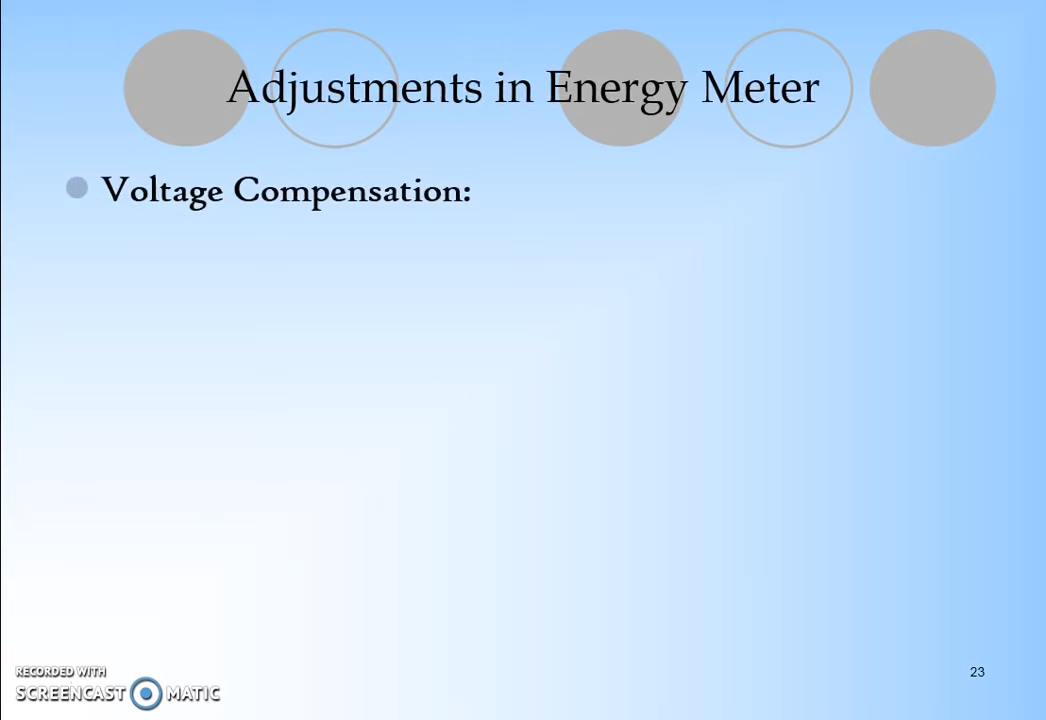 Adjustments in Energy Meter
Voltage Compensation:
RECORDED WITH
SCREENCAST MATIC
23